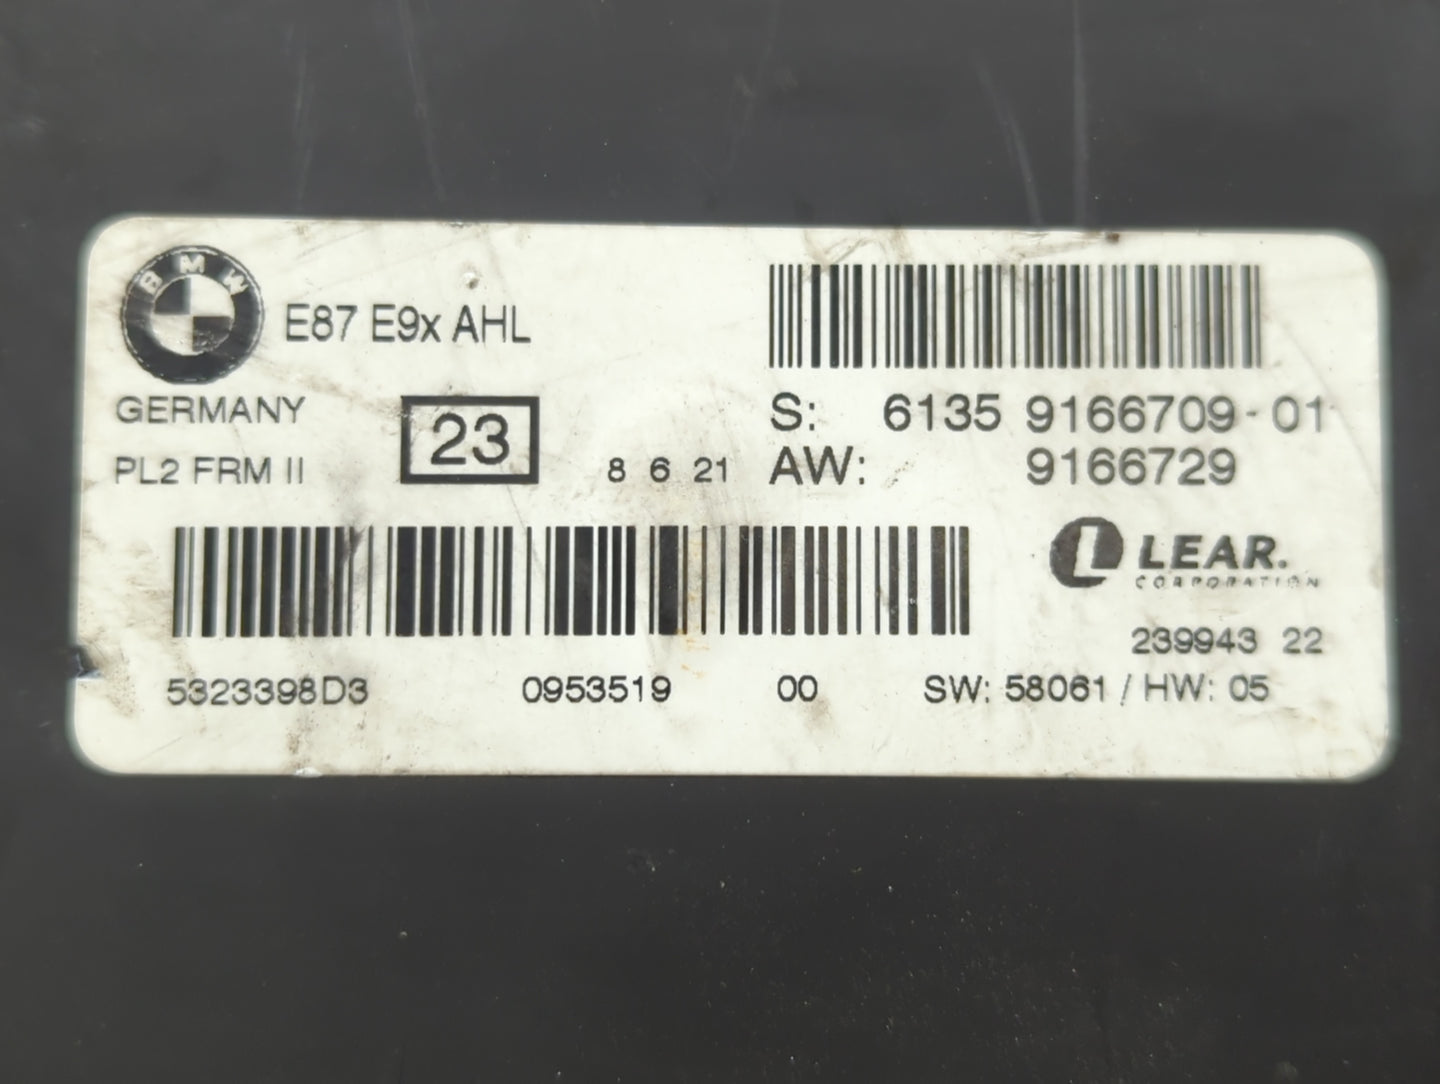 BMW
E87 E9x AHL
GERMANY
PL2 FRM II
23
8 6 21
S: 6135 9166709-01
AW: 9166729
LEAR.
CORPORATION
239943 22
5323398D3 0953519 00 SW: 58061 / HW: 05